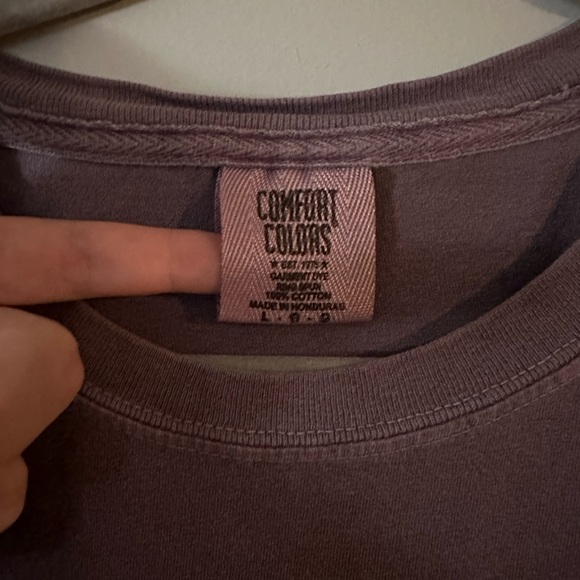 COMFORT
COLORS
★ EST. 1975 ★
GARMENT DYE
RING SPUN
100% COTTON
MADE IN HONDURAS
L - G - G